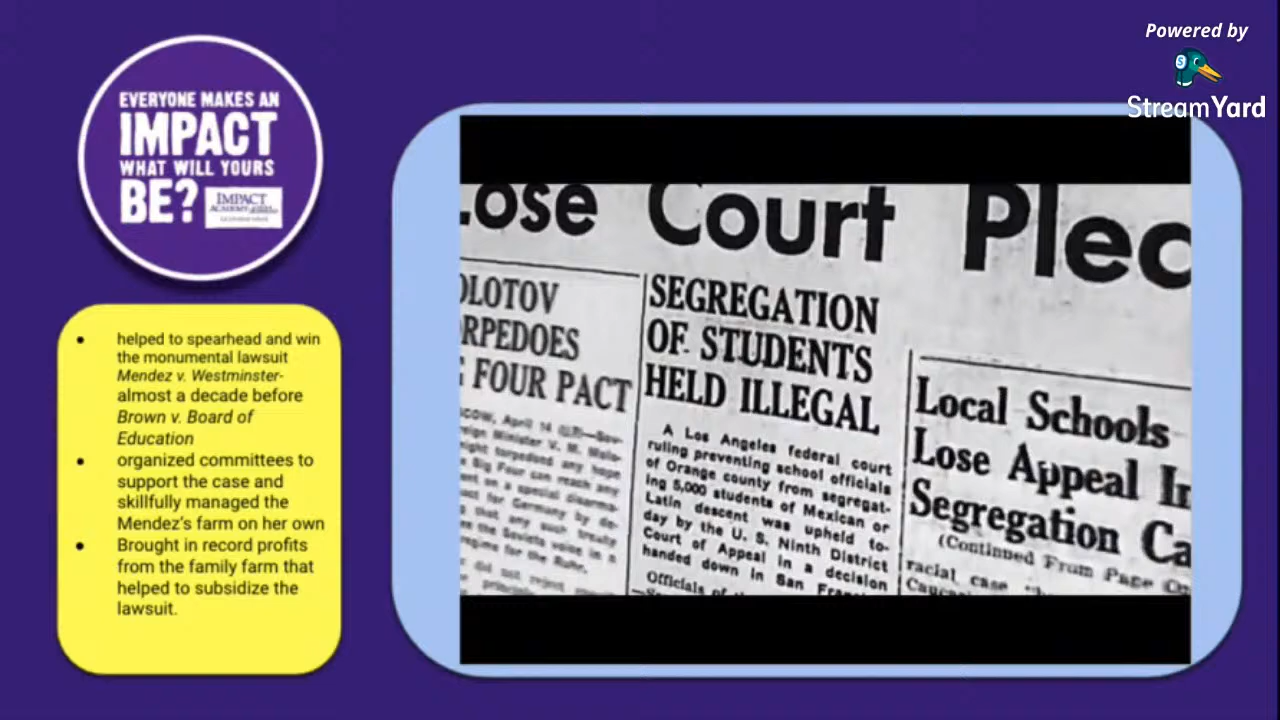 Powered by
StreamYard
EVERYONE MAKES AN
IMPACT
WHAT WILL YOURS
BE?
IMPACT
helped to spearhead and win
the monumental lawsuit
Mendez v. Westminster-
almost a decade before
Brown v. Board of
Education
organized committees to
support the case and
skillfully managed the
Mendez's farm on her own
Brought in record profits
from the family farm that
helped to subsidize the
lawsuit.
Lose Court Plea
OLOTOV
RPEDOES
FOUR PACT
SEGREGATION
OF STUDENTS
HELD ILLEGAL
A Los Angeles federal court
ruling preventing school officials
of Orange county from segregat-
ing 5,000 students of Mexican or
Latin descent was upheld to-
day by the U. S. Ninth District
Court of Appeal in a decision
handed down in San Franci
Officials of
Local Schools
Lose Appeal In
Segregation Ca
(Continued From Page
racial case